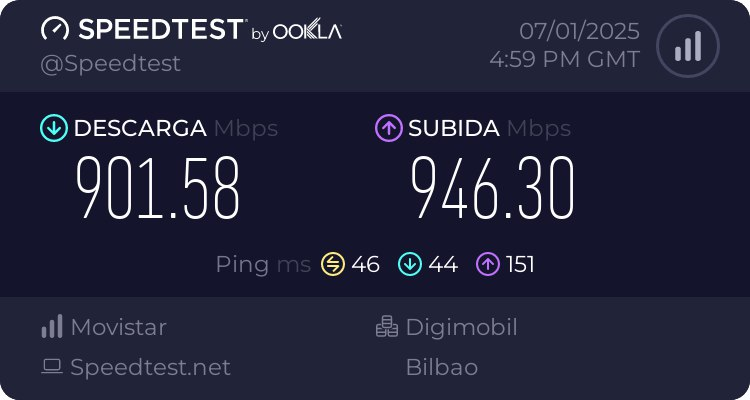 SPEEDTEST by OOKLA
@Speedtest
07/01/2025
4:59 PM GMT
DESCARGA Mbps
901.58
SUBIDA Mbps
946.30
Ping ms 46 44 151
Movistar
Speedtest.net
Digimobil
Bilbao